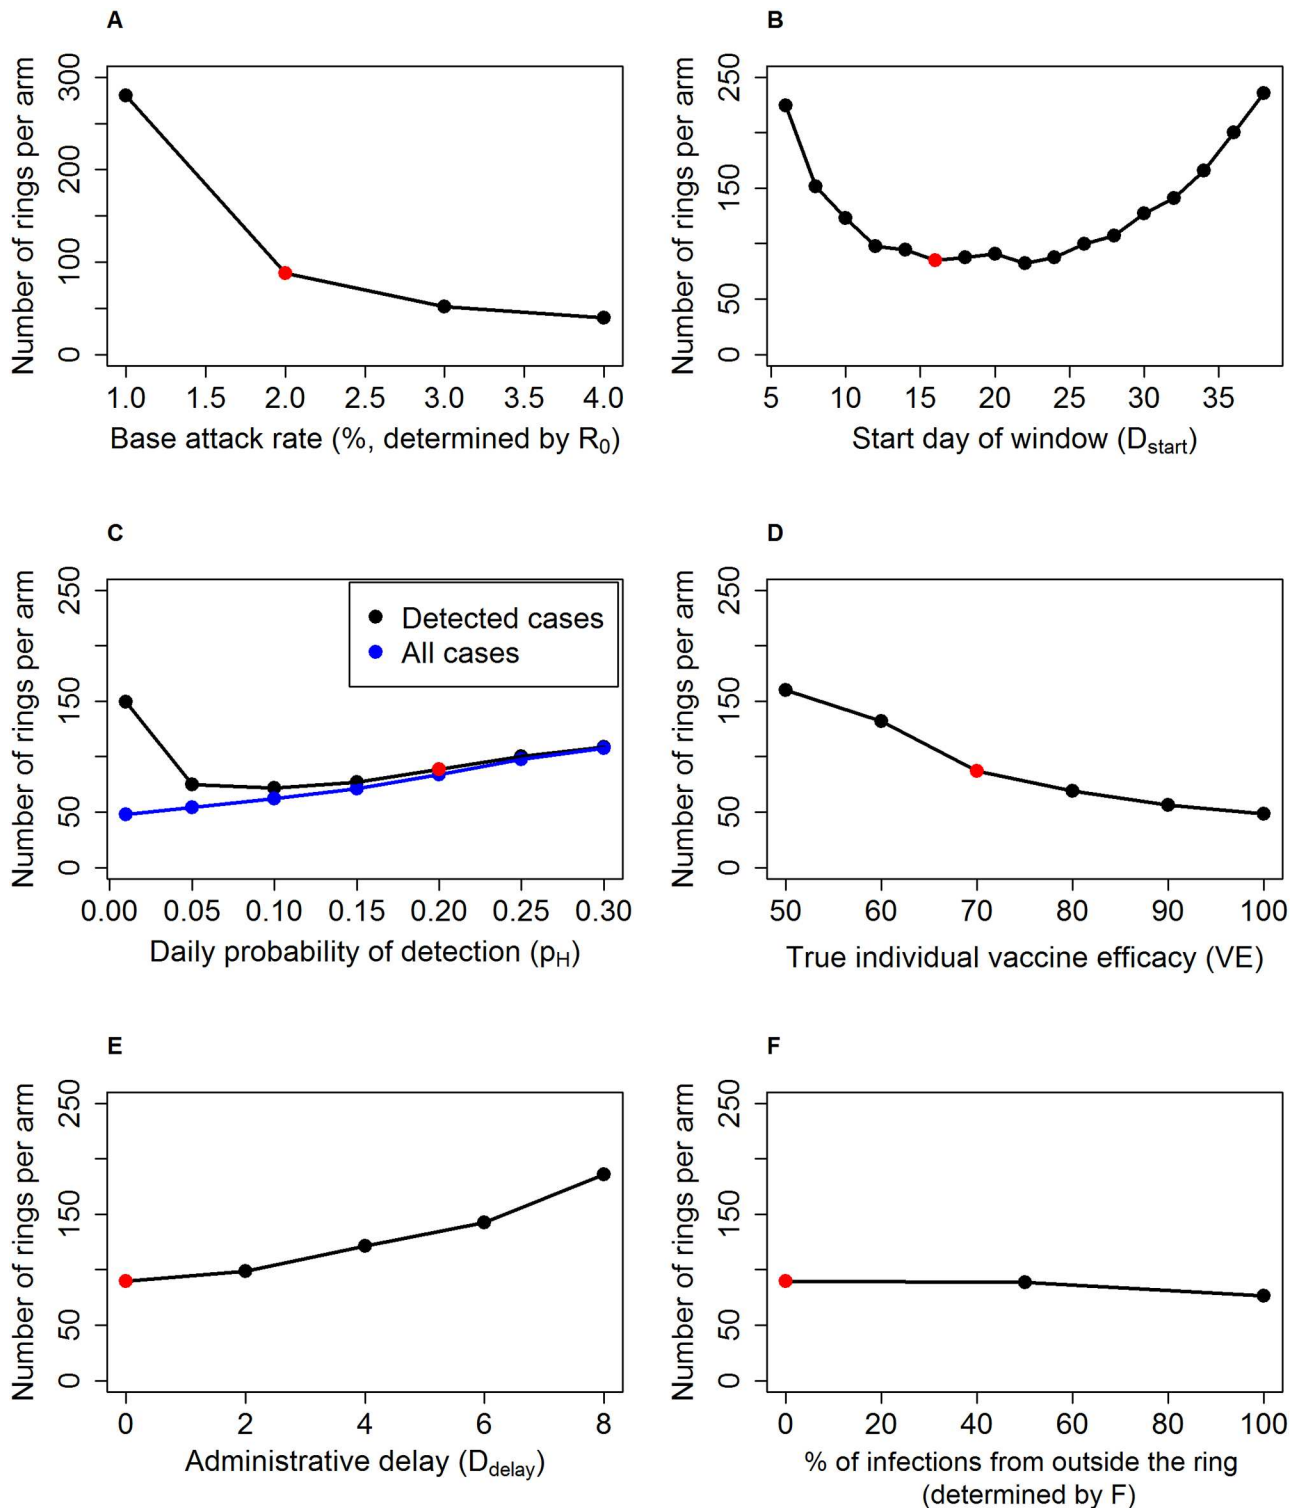 A
Number of rings per arm
0 100 200 300
1.0 1.5 2.0 2.5 3.0 3.5 4.0
Base attack rate (%, determined by R₀)
B
Number of rings per arm
0 50 150 250
5 10 15 20 25 30 35
Start day of window (Dstart)
C
Number of rings per arm
0 50 150 250
Detected cases
All cases
0.00 0.05 0.10 0.15 0.20 0.25 0.30
Daily probability of detection (pH)
D
Number of rings per arm
0 50 150 250
50 60 70 80 90 100
True individual vaccine efficacy (VE)
E
Number of rings per arm
0 50 150 250
0 2 4 6 8
Administrative delay (Ddelay)
F
Number of rings per arm
0 50 150 250
0 20 40 60 80 100
% of infections from outside the ring
(determined by F)